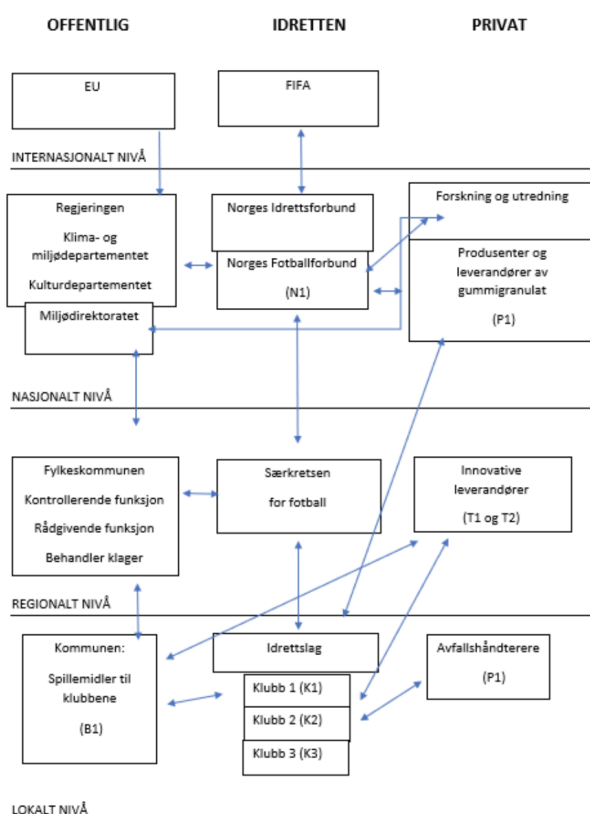 OFFENTLIG
IDRETTEN
PRIVAT
EU
FIFA
INTERNASJONALT NIVÅ
Regjeringen
Klima- og
miljødepartementet
Kulturdepartementet
Miljødirektoratet
Norges Idrettsforbund
Norges Fotballforbund
(N1)
Forskning og utredning
Produsenter og
leverandører av
gummigranulat
(P1)
NASJONALT NIVÅ
Fylkeskommunen
Kontrollerende funksjon
Rådgivende funksjon
Behandler klager
Særkretsen
for fotball
Innovative
leverandører
(T1 og T2)
REGIONALT NIVÅ
Kommunen:
Spillemidler til
klubbene
(B1)
Idrettslag
Klubb 1 (K1)
Klubb 2 (K2)
Klubb 3 (K3)
Avfallshåndterere
(P1)
LOKALT NIVÅ